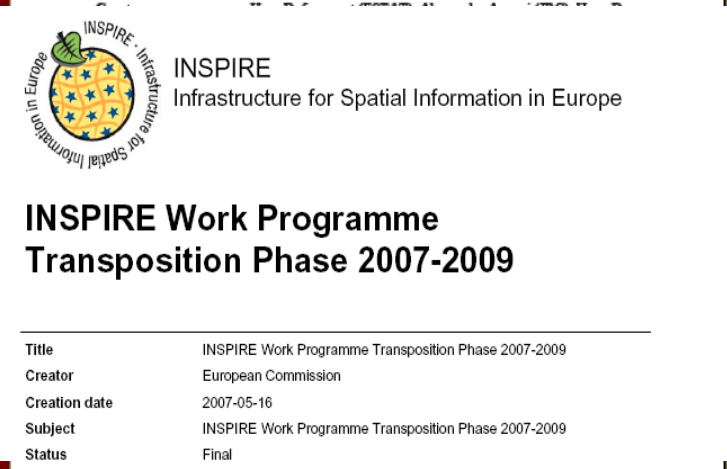 INSPIRE · Infrastructure for Spatial Information in Europe
INSPIRE
Infrastructure for Spatial Information in Europe
INSPIRE Work Programme
Transposition Phase 2007-2009
Title INSPIRE Work Programme Transposition Phase 2007-2009
Creator European Commission
Creation date 2007-05-16
Subject INSPIRE Work Programme Transposition Phase 2007-2009
Status Final